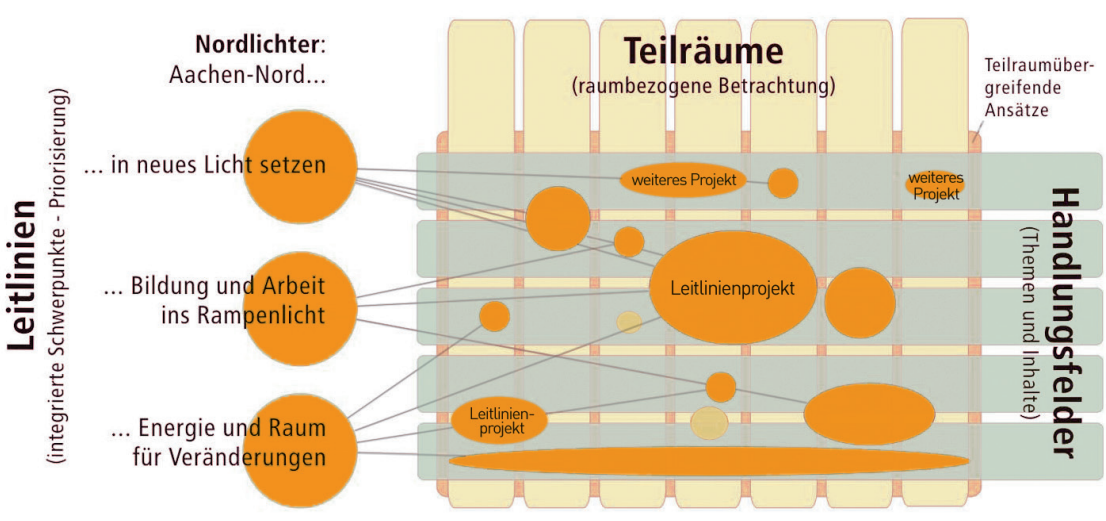 Nordlichter:
Aachen-Nord...
Teilräume
(raumbezogene Betrachtung)
Teilraumüber-
greifende
Ansätze
Leitlinien
(integrierte Schwerpunkte - Priorisierung)
... in neues Licht setzen
... Bildung und Arbeit
ins Rampenlicht
... Energie und Raum
für Veränderungen
weiteres Projekt
weiteres
Projekt
Leitlinienprojekt
Leitlinien-
projekt
Handlungsfelder
(Themen und Inhalte)